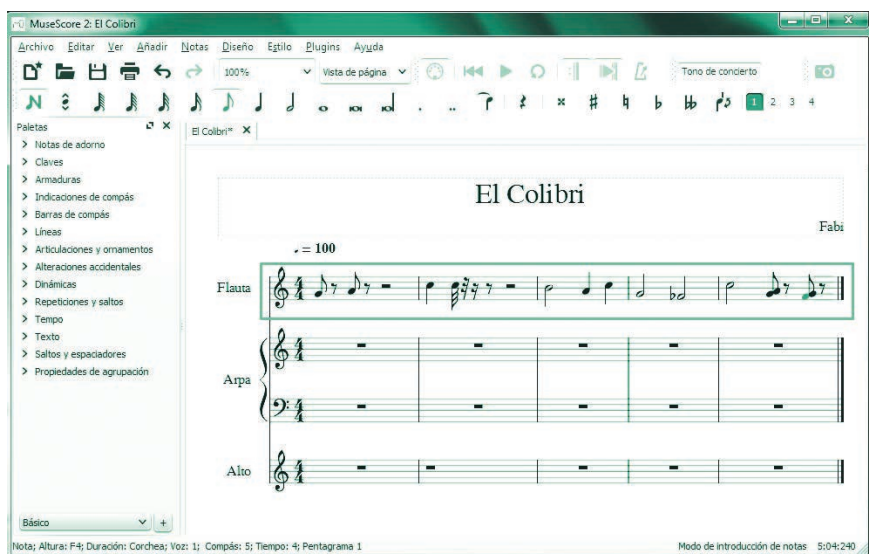 MuseScore 2: El Colibri
Archivo Editar Ver Añadir Notas Diseño Estilo Plugins Ayuda
100% Vista de página Tono de concierto
1 2 3 4
Paletas
El Colibri* X
> Notas de adorno
> Claves
> Armaduras
> Indicaciones de compás
> Barras de compás
> Líneas
> Articulaciones y ornamentos
> Alteraciones accidentales
> Dinámicas
> Repeticiones y saltos
> Tempo
> Texto
> Saltos y espaciadores
> Propiedades de agrupación
Básico
El Colibri
Fabi
= 100
Flauta
Arpa
Alto
Nota; Altura: F4; Duración: Corchea; Voz: 1; Compás: 5; Tiempo: 4; Pentagrama 1
Modo de introducción de notas 5:04:240